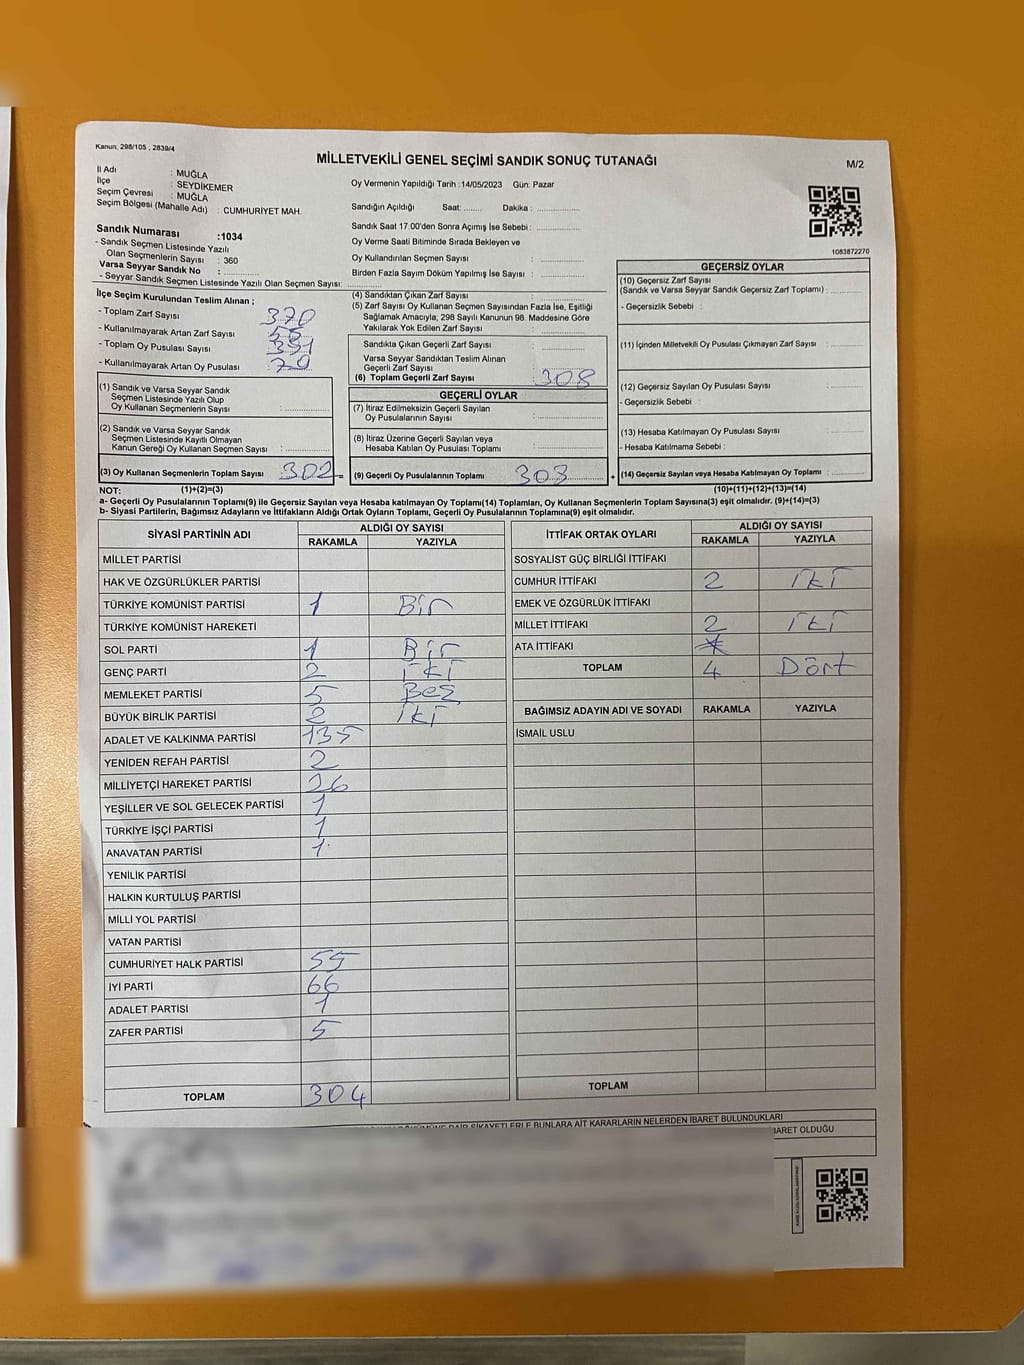 Kanun, 298/105 , 2839/4
MİLLETVEKİLİ GENEL SEÇİMİ SANDIK SONUÇ TUTANAĞI
M/2
İl Adı : MUĞLA
İlçe : SEYDİKEMER
Seçim Çevresi : MUĞLA
Seçim Bölgesi (Mahalle Adı) : CUMHURİYET MAH.
Sandık Numarası :1034
- Sandık Seçmen Listesinde Yazılı
Olan Seçmenlerin Sayısı : 360
Varsa Seyyar Sandık No : ............
- Seyyar Sandık Seçmen Listesinde Yazılı Olan Seçmen Sayısı: ............
Oy Vermenin Yapıldığı Tarih :14/05/2023 Gün: Pazar
Sandığın Açıldığı Saat: ........ Dakika : ............
Sandık Saat 17.00'den Sonra Açımış İse Sebebi : ............
Oy Verme Saati Bitiminde Sırada Bekleyen ve
Oy Kullandırılan Seçmen Sayısı : ............
Birden Fazla Sayım Döküm Yapılmış İse Sayısı : ............
1083872270
İlçe Seçim Kurulundan Teslim Alınan ;
- Toplam Zarf Sayısı : 370
- Kullanılmayarak Artan Zarf Sayısı :
- Toplam Oy Pusulası Sayısı :
- Kullanılmayarak Artan Oy Pusulası :
(1) Sandık ve Varsa Seyyar Sandık
Seçmen Listesinde Yazılı Olup
Oy Kullanan Seçmenlerin Sayısı : ............
(2) Sandık ve Varsa Seyyar Sandık
Seçmen Listesinde Kayıtlı Olmayan
Kanun Gereği Oy Kullanan Seçmen Sayısı : ............
(3) Oy Kullanan Seçmenlerin Toplam Sayısı : 302 =
(4) Sandıktan Çıkan Zarf Sayısı : ............
(5) Zarf Sayısı Oy Kullanan Seçmen Sayısından Fazla İse, Eşitliği
Sağlamak Amacıyla; 298 Sayılı Kanunun 98. Maddesine Göre
Yakılarak Yok Edilen Zarf Sayısı : ............
Sandıkta Çıkan Geçerli Zarf Sayısı : ............
Varsa Seyyar Sandıktan Teslim Alınan
Geçerli Zarf Sayısı : ............
(6) Toplam Geçerli Zarf Sayısı : 308
GEÇERLİ OYLAR
(7) İtiraz Edilmeksizin Geçerli Sayılan
Oy Pusulalarının Sayısı : ............
(8) İtiraz Üzerine Geçerli Sayılan veya
Hesaba Katılan Oy Pusulası Toplamı : ............
(9) Geçerli Oy Pusulalarının Toplamı : 308 +
GEÇERSİZ OYLAR
(10) Geçersiz Zarf Sayısı
(Sandık ve Varsa Seyyar Sandık Geçersiz Zarf Toplamı) : ............
- Geçersizlik Sebebi :
(11) İçinden Milletvekili Oy Pusulası Çıkmayan Zarf Sayısı : ............
(12) Geçersiz Sayılan Oy Pusulası Sayısı : ............
- Geçersizlik Sebebi :
(13) Hesaba Katılmayan Oy Pusulası Sayısı : ............
- Hesaba Katılmama Sebebi :
(14) Geçersiz Sayılan veya Hesaba Katılmayan Oy Toplamı : ............
NOT: (1)+(2)=(3) (10)+(11)+(12)+(13)=(14)
a- Geçerli Oy Pusulalarının Toplamı(9) ile Geçersiz Sayılan veya Hesaba katılmayan Oy Toplamı(14) Toplamları, Oy Kullanan Seçmenlerin Toplam Sayısına(3) eşit olmalıdır. (9)+(14)=(3)
b- Siyasi Partilerin, Bağımsız Adayların ve İttifakların Aldığı Ortak Oyların Toplamı, Geçerli Oy Pusulalarının Toplamına(9) eşit olmalıdır.
SİYASİ PARTİNİN ADI ALDIĞI OY SAYISI
RAKAMLA YAZIYLA
MİLLET PARTİSİ
HAK VE ÖZGÜRLÜKLER PARTİSİ
TÜRKİYE KOMÜNİST PARTİSİ 1 Bir
TÜRKİYE KOMÜNİST HAREKETİ
SOL PARTİ 1 Bir
GENÇ PARTİ 2 İki
MEMLEKET PARTİSİ 5 Beş
BÜYÜK BİRLİK PARTİSİ 2 İki
ADALET VE KALKINMA PARTİSİ 135
YENİDEN REFAH PARTİSİ 2
MİLLİYETÇİ HAREKET PARTİSİ 26
YEŞİLLER VE SOL GELECEK PARTİSİ 1
TÜRKİYE İŞÇİ PARTİSİ 1
ANAVATAN PARTİSİ 1
YENİLİK PARTİSİ
HALKIN KURTULUŞ PARTİSİ
MİLLİ YOL PARTİSİ
VATAN PARTİSİ
CUMHURİYET HALK PARTİSİ 55
İYİ PARTİ 66
ADALET PARTİSİ 1
ZAFER PARTİSİ 5
TOPLAM 304
İTTİFAK ORTAK OYLARI ALDIĞI OY SAYISI
RAKAMLA YAZIYLA
SOSYALİST GÜÇ BİRLİĞİ İTTİFAKI
CUMHUR İTTİFAKI 2 İki
EMEK VE ÖZGÜRLÜK İTTİFAKI
MİLLET İTTİFAKI 2 İki
ATA İTTİFAKI
TOPLAM 4 Dört
BAĞIMSIZ ADAYIN ADI VE SOYADI RAKAMLA YAZIYLA
İSMAİL USLU
TOPLAM
DAİR ŞİKAYETLERLE BUNLARA AİT KARARLARIN NELERDEN İBARET BULUNDUKLARI
İBARET OLDUĞU